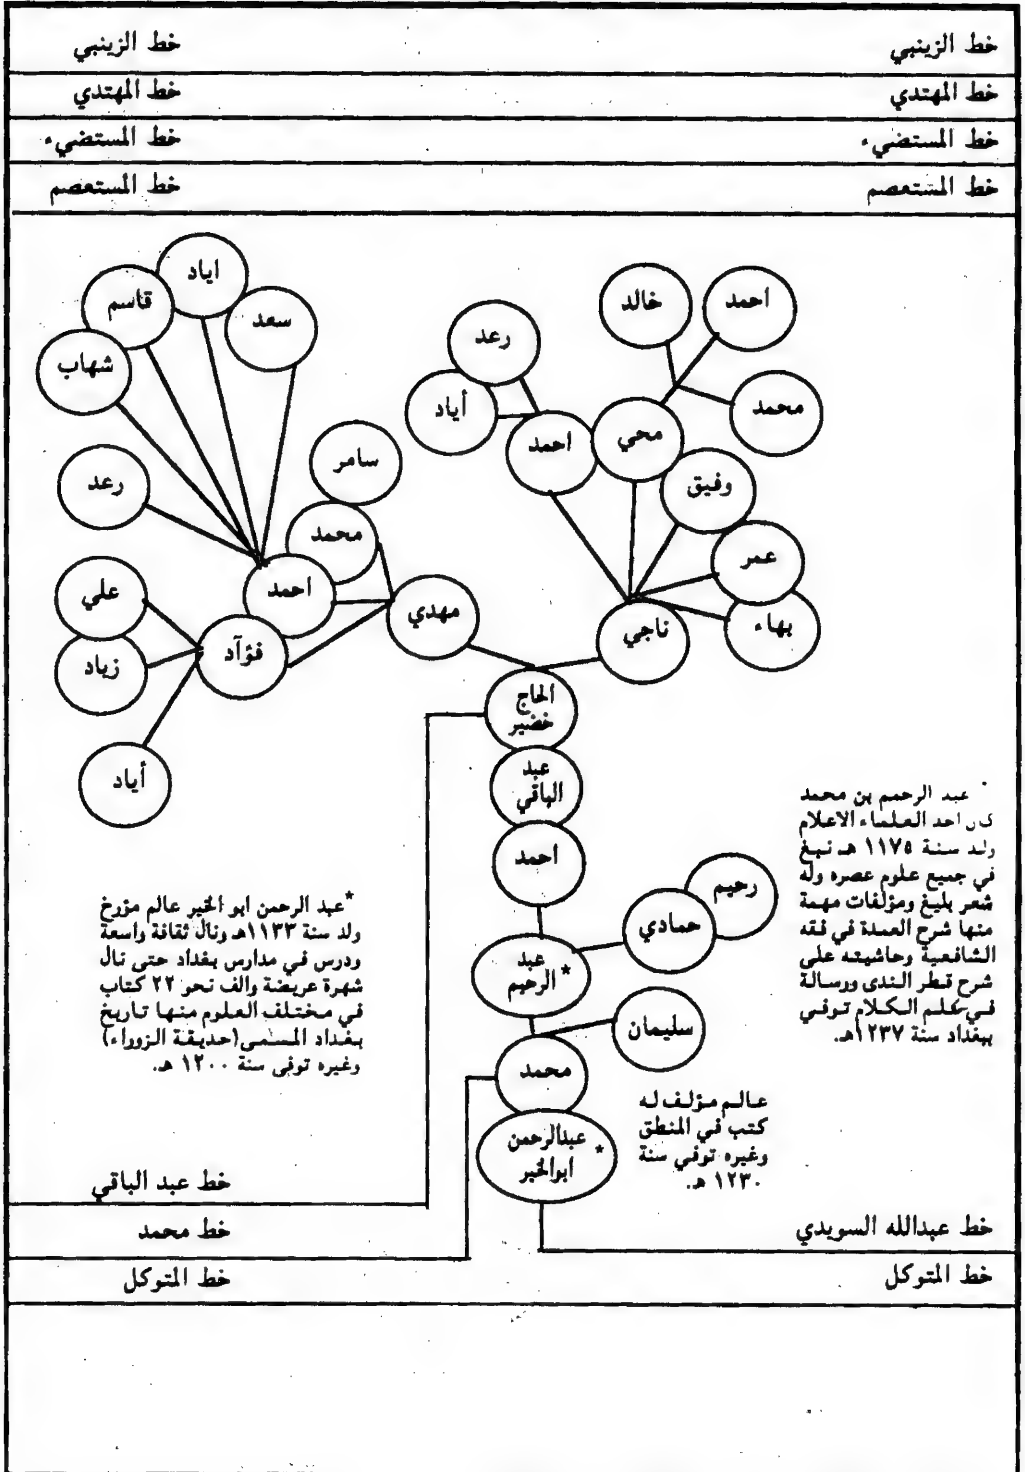 خط الزينبي
خط الزينبي
خط المهتدي
خط المهتدي
خط المستضيء
خط المستضيء
خط المستعصم
خط المستعصم
احمد
خالد
محمد
محي
وفيق
عمر
بهاء
ناجي
رعد
أياد
احمد
سعد
اياد
قاسم
شهاب
رعد
سامر
محمد
احمد
مهدي
علي
زياد
فؤآد
أياد
الحاج
خضير
عبد
الباقي
احمد
رحيم
حمادي
عبد
الرحيم *
سليمان
محمد
عبدالرحمن
ابوالخير *
* عبد الرحمم بن محمد
كان احد العلماء الاعلام
ولد سنة ١١٧٥ هـ نبغ
في جميع علوم عصره وله
شعر بليغ ومؤلفات مهمة
منها شرح العمدة في فقه
الشافعية وحاشيته على
شرح قطر الندى ورسالة
في علم الكلام توفي
ببغداد سنة ١٢٣٧هـ.
*عبد الرحمن ابو الخير عالم مؤرخ
ولد سنة ١١٣٣هـ ونال ثقافة واسعة
ودرس في مدارس بغداد حتى نال
شهرة عريضة والف نحو ٢٢ كتاب
في مختلف العلوم منها تاريخ
بغداد المسمى(حديقة الزوراء)
وغيره توفى سنة ١٢٠٠ هـ.
عالم مؤلف له
كتب في المنطق
وغيره توفي سنة
١٢٣٠ هـ.
خط عبد الباقي
خط عبدالله السويدي
خط محمد
خط المتوكل
خط المتوكل